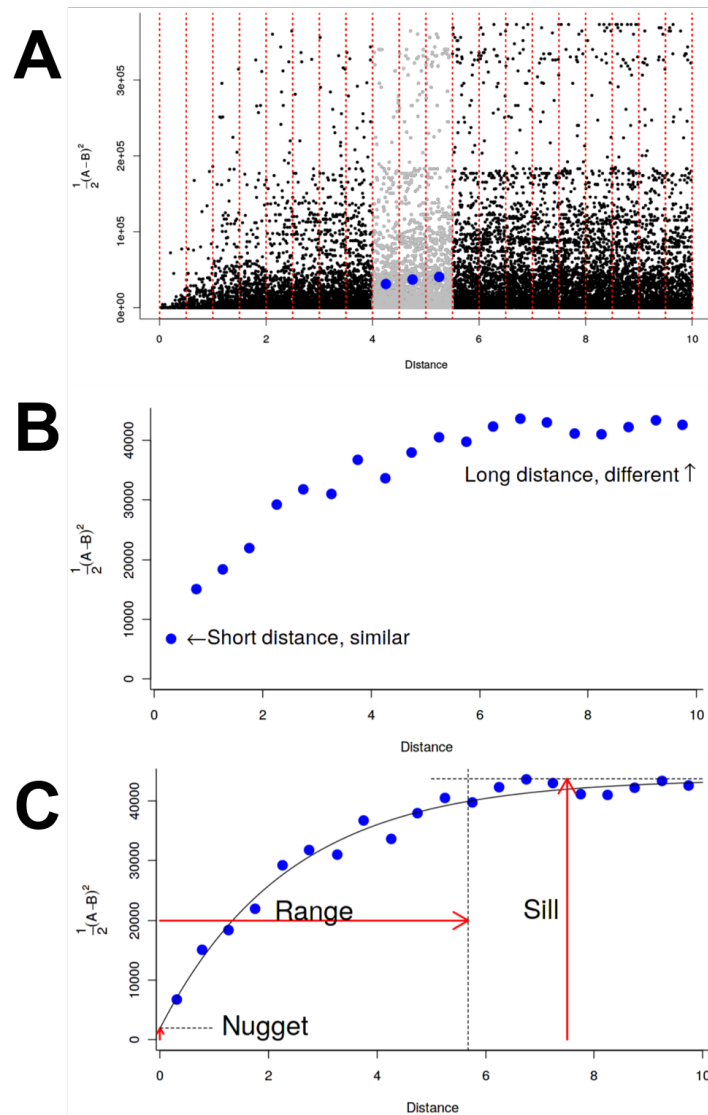 A
½(A−B)²
3e+05
2e+05
1e+05
0e+00
0 2 4 6 8 10
Distance
B
½(A−B)²
40000
30000
20000
10000
0
Long distance, different ↑
←Short distance, similar
0 2 4 6 8 10
Distance
C
½(A−B)²
40000
30000
20000
10000
0
Range
Sill
Nugget
0 2 4 6 8 10
Distance